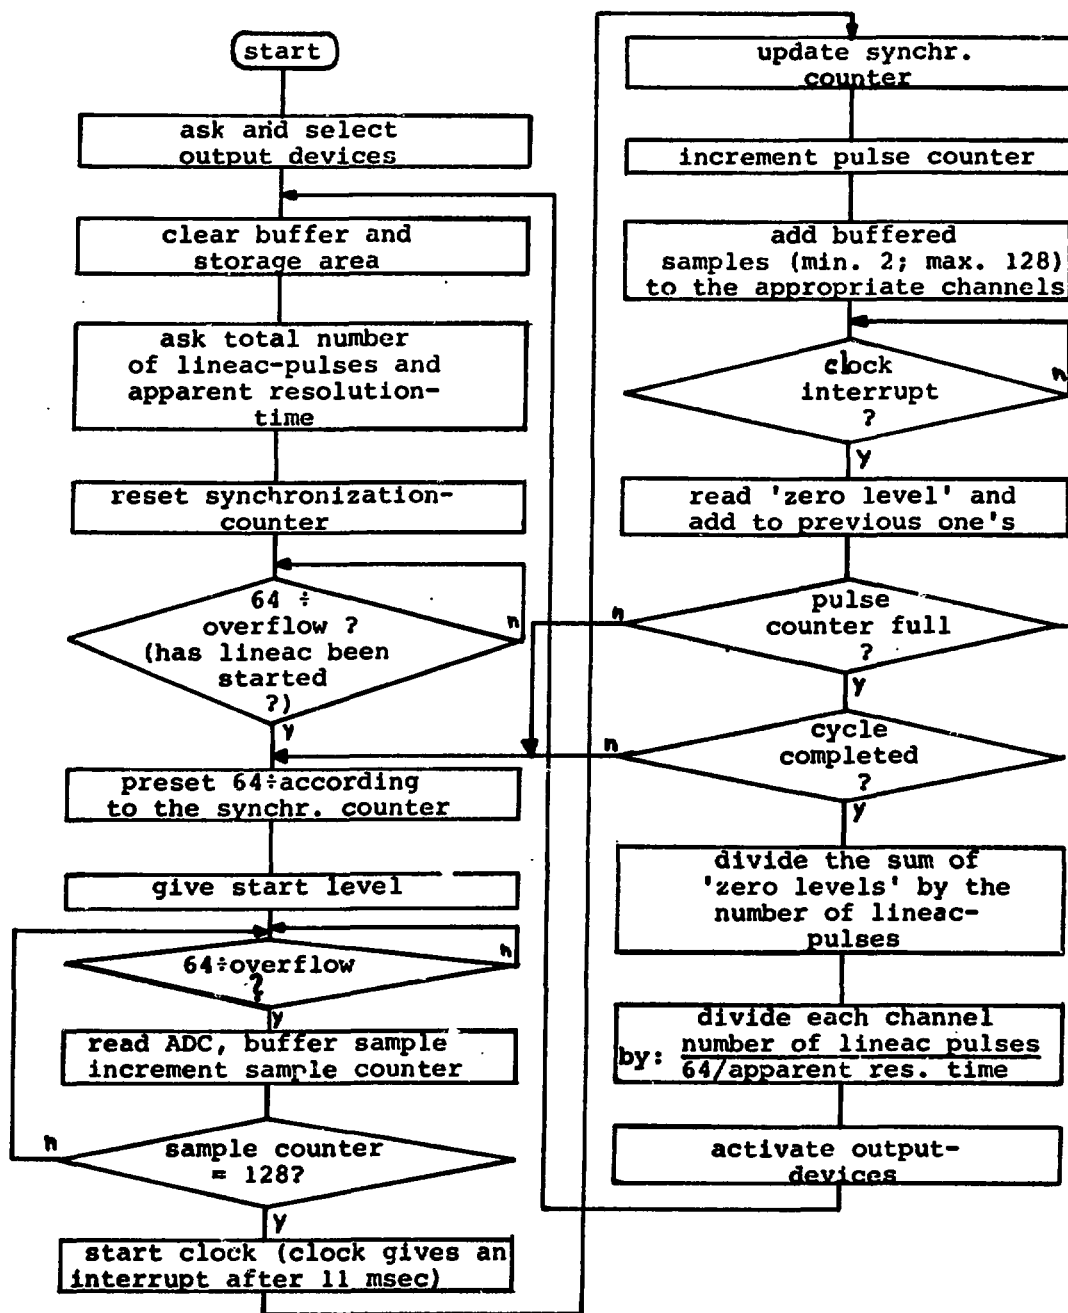 start
ask and select
output devices
clear buffer and
storage area
ask total number
of lineac-pulses and
apparent resolution-
time
reset synchronization-
counter
64 ÷
overflow ?
(has lineac been
started
?)
n
y
preset 64÷according
to the synchr. counter
give start level
64÷overflow
?
n
y
read ADC, buffer sample
increment sample counter
sample counter
= 128?
n
y
start clock (clock gives an
interrupt after 11 msec)
update synchr.
counter
increment pulse counter
add buffered
samples (min. 2; max. 128)
to the appropriate channels
clock
interrupt
?
n
y
read 'zero level' and
add to previous one's
pulse
counter full
?
n
y
cycle
completed
?
n
y
divide the sum of
'zero levels' by the
number of lineac-
pulses
divide each channel
by: number of lineac pulses
64/apparent res. time
activate output-
devices